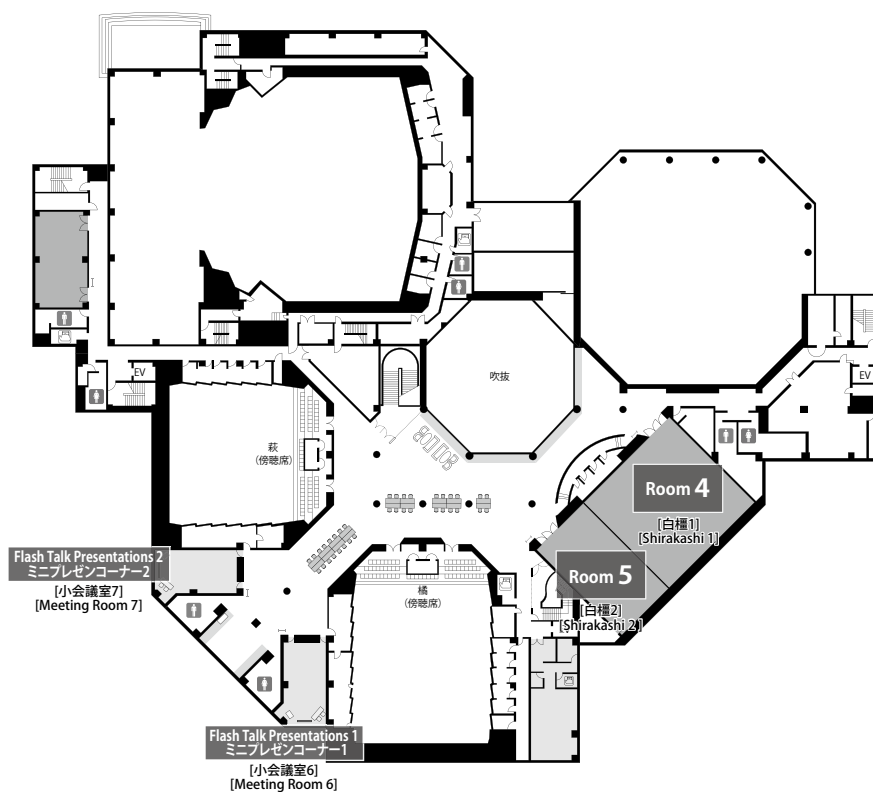 EV
吹抜
EV
萩
(傍聴席)
Room 4
[白橿1]
[Shirakashi 1]
Flash Talk Presentations 2
ミニプレゼンコーナー2
[小会議室7]
[Meeting Room 7]
Room 5
[白橿2]
[Shirakashi 2 ]
橘
(傍聴席)
Flash Talk Presentations 1
ミニプレゼンコーナー1
[小会議室6]
[Meeting Room 6]